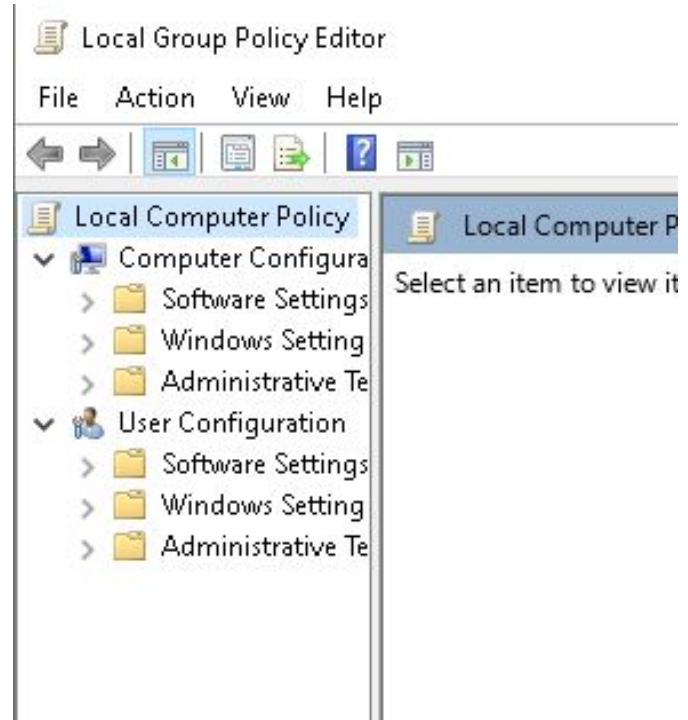 Local Group Policy Editor
File Action View Help
Local Computer Policy
Computer Configura
Software Settings
Windows Setting
Administrative Te
User Configuration
Software Settings
Windows Setting
Administrative Te
Local Computer P
Select an item to view it